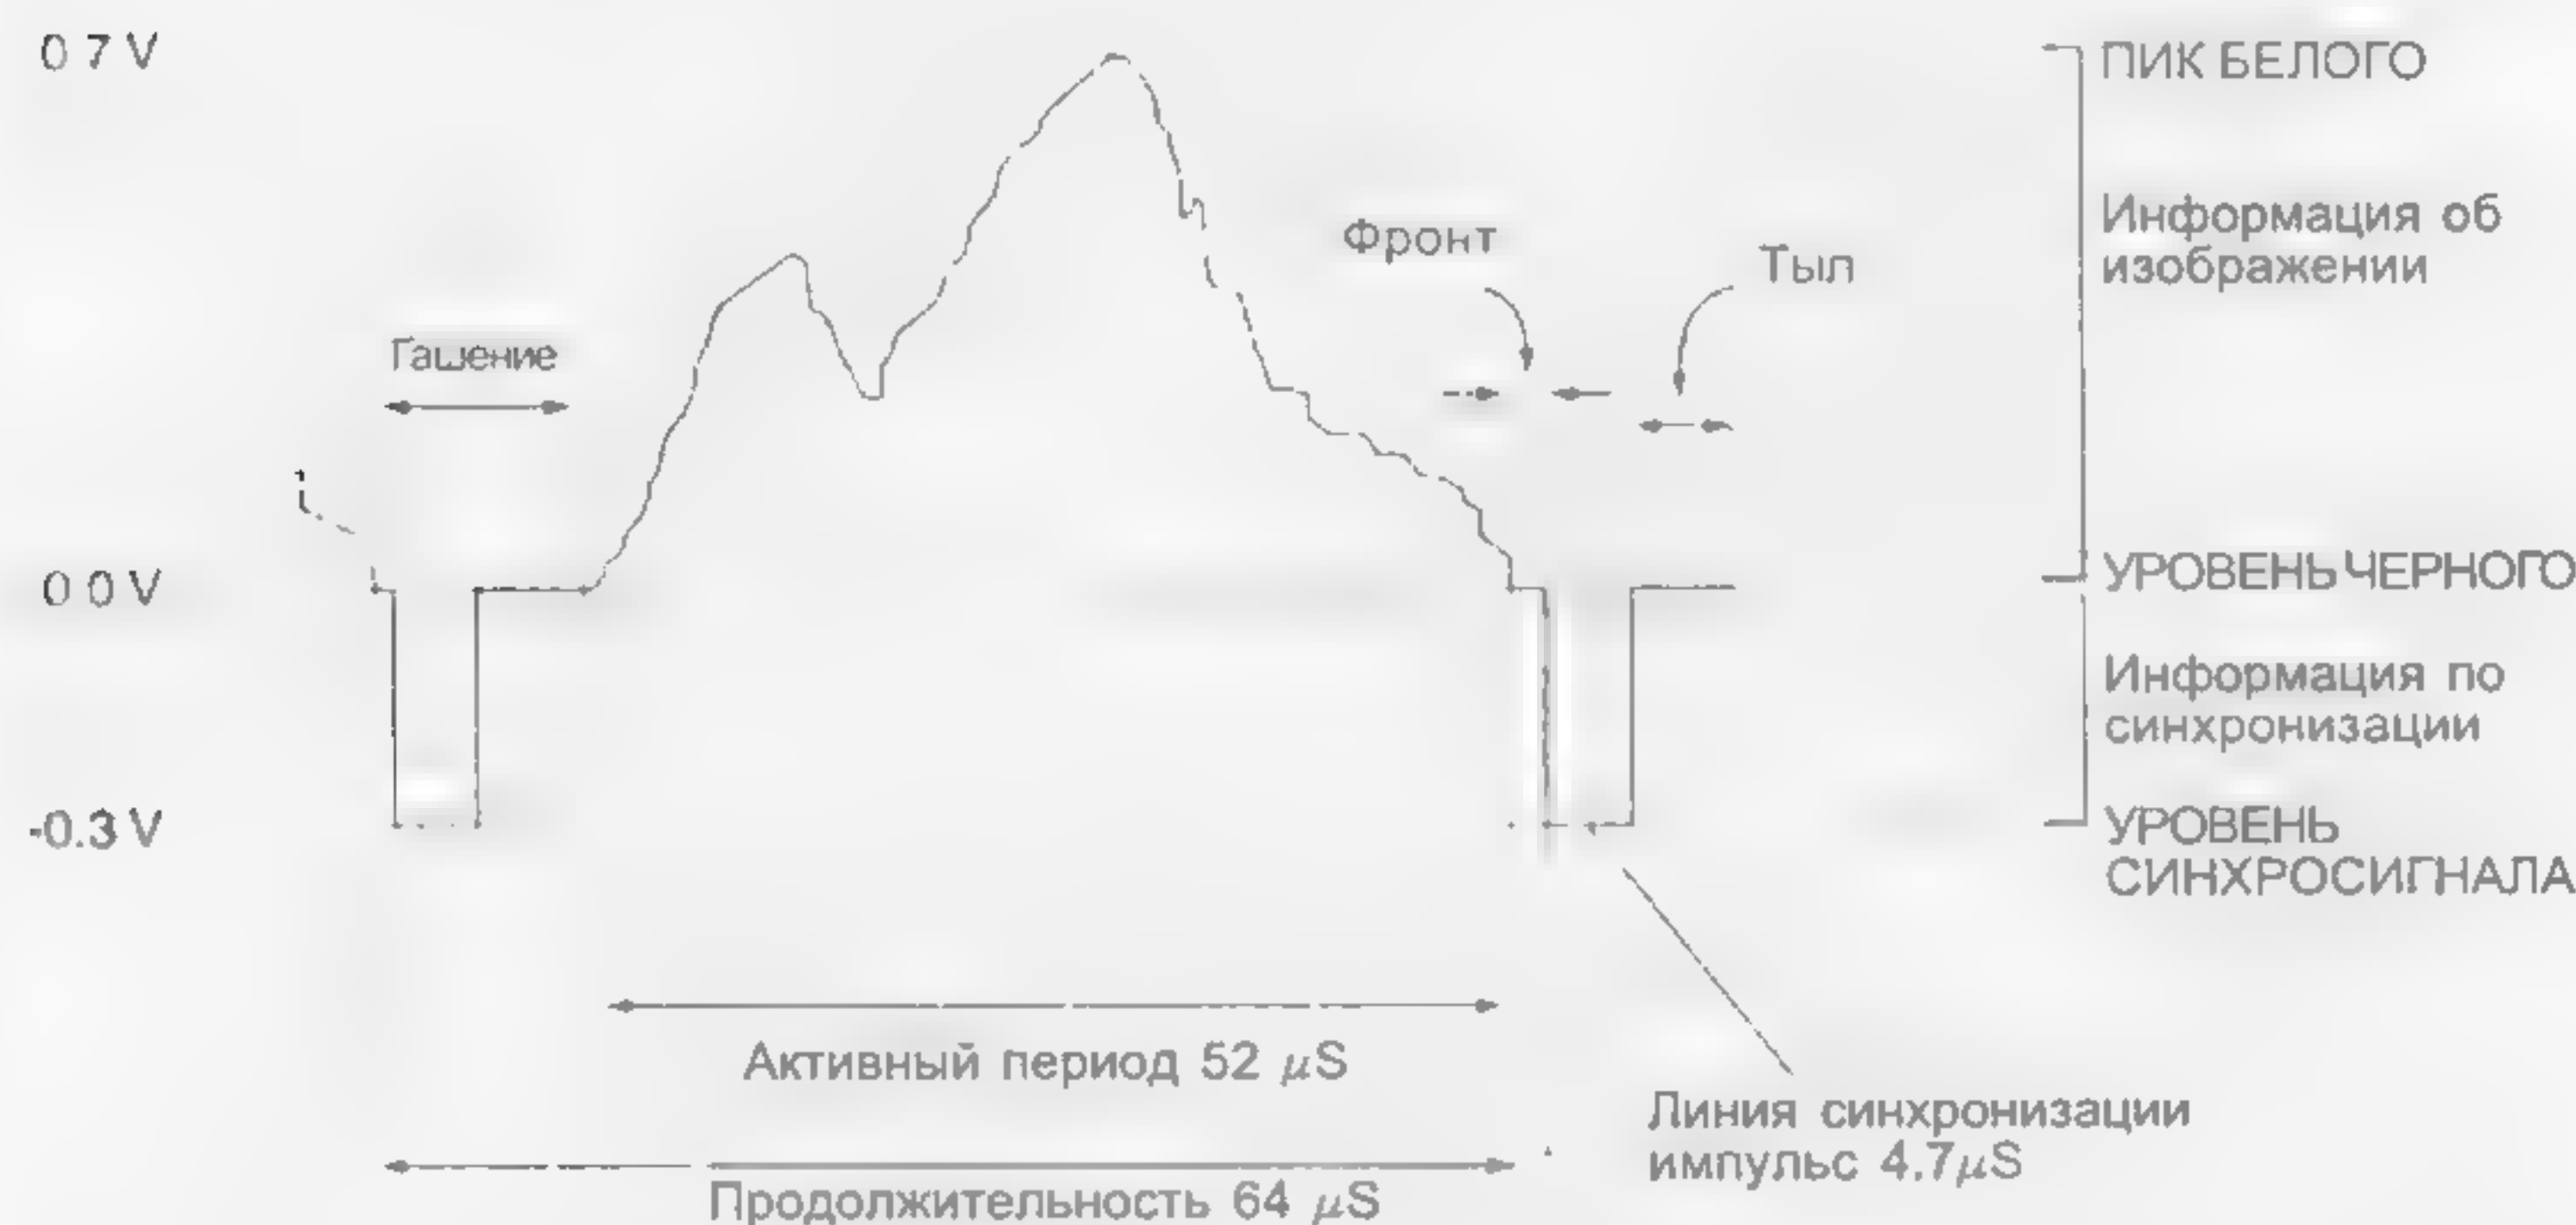 0 7 V
ПИК БЕЛОГО
Информация об
изображении
Фронт
Тыл
Гашение
0 0 V
УРОВЕНЬ ЧЕРНОГО
Информация по
синхронизации
-0.3 V
УРОВЕНЬ
СИНХРОСИГНАЛА
Активный период 52 μS
Линия синхронизации
импульс 4.7μS
Продолжительность 64 μS